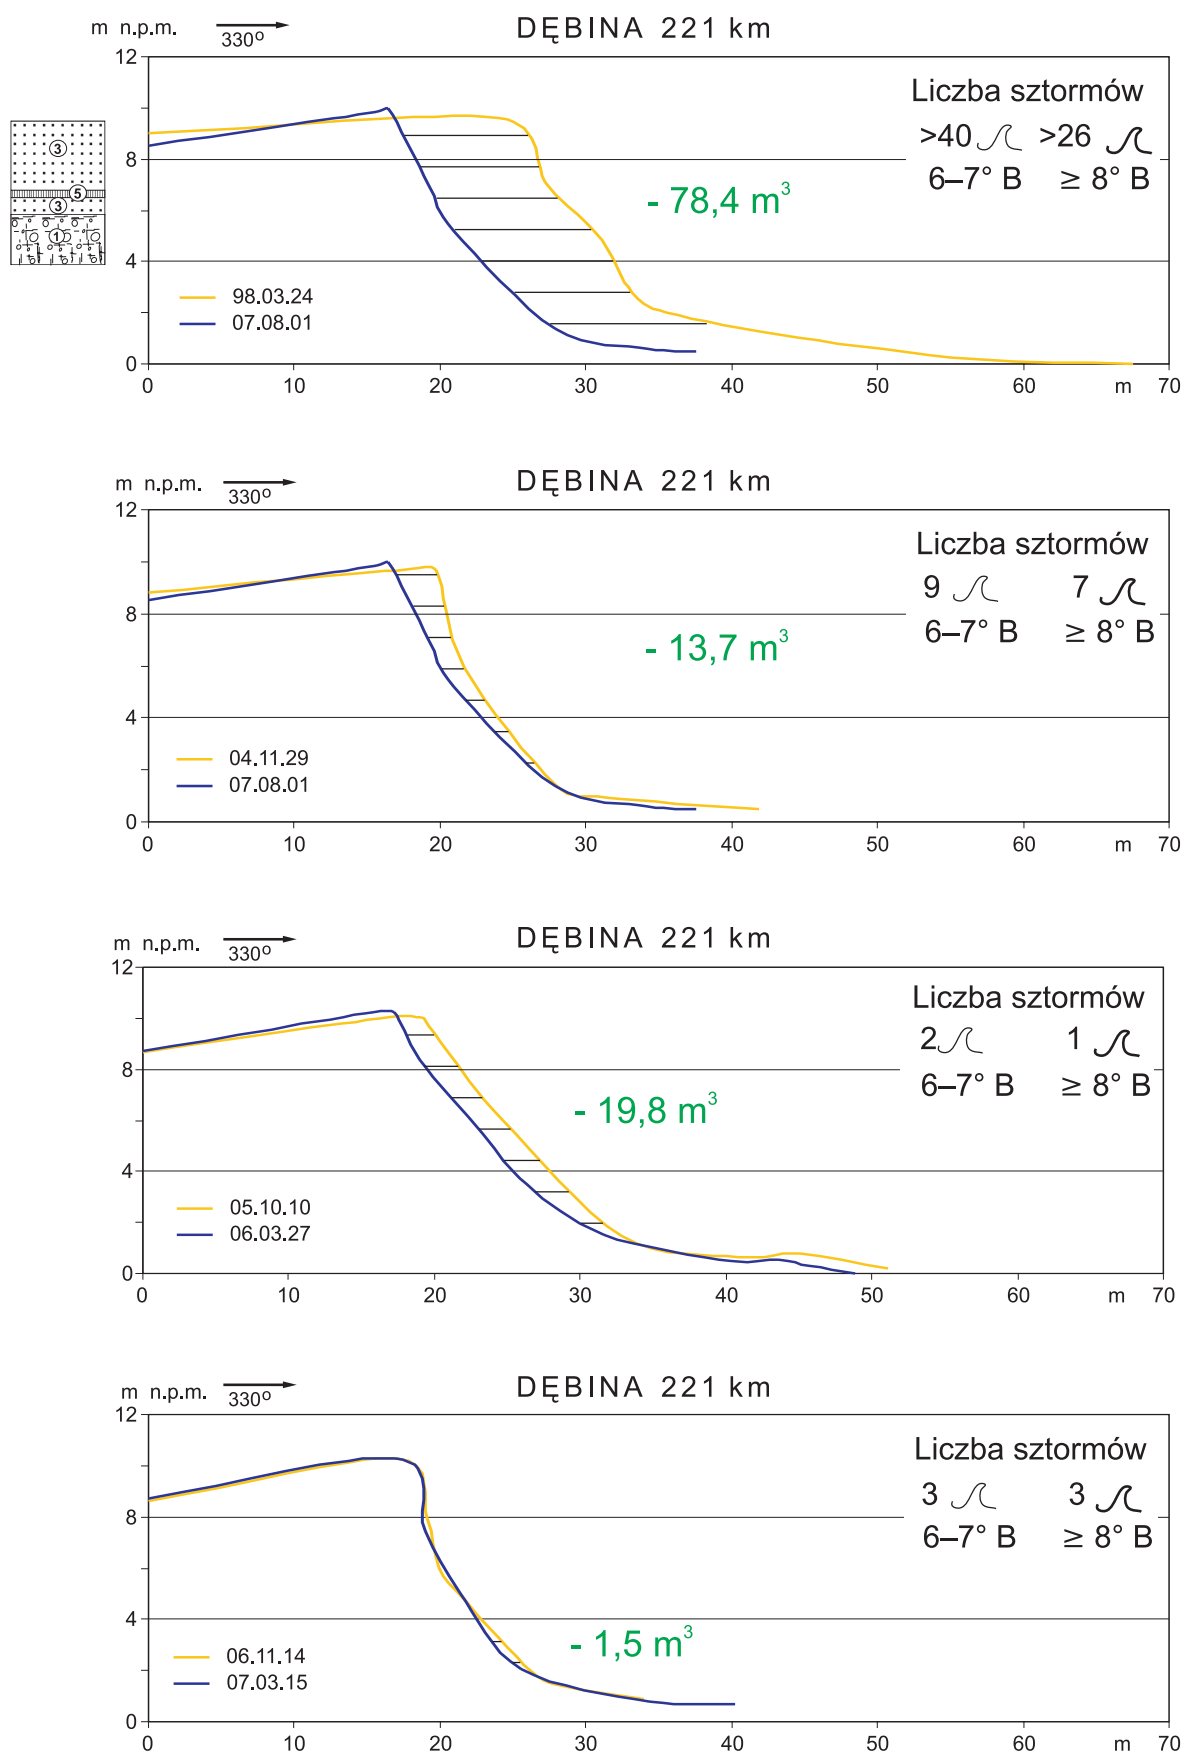 m n.p.m.
330°
DĘBINA 221 km
12
8
4
0
Liczba sztormów
>40 >26
6–7° B ≥ 8° B
3
5
3
1
- 78,4 m³
98.03.24
07.08.01
0 10 20 30 40 50 60 m 70
m n.p.m.
330°
DĘBINA 221 km
12
8
4
0
Liczba sztormów
9 7
6–7° B ≥ 8° B
- 13,7 m³
04.11.29
07.08.01
0 10 20 30 40 50 60 m 70
m n.p.m.
330°
DĘBINA 221 km
12
8
4
0
Liczba sztormów
2 1
6–7° B ≥ 8° B
- 19,8 m³
05.10.10
06.03.27
0 10 20 30 40 50 60 m 70
m n.p.m.
330°
DĘBINA 221 km
12
8
4
0
Liczba sztormów
3 3
6–7° B ≥ 8° B
- 1,5 m³
06.11.14
07.03.15
0 10 20 30 40 50 60 m 70